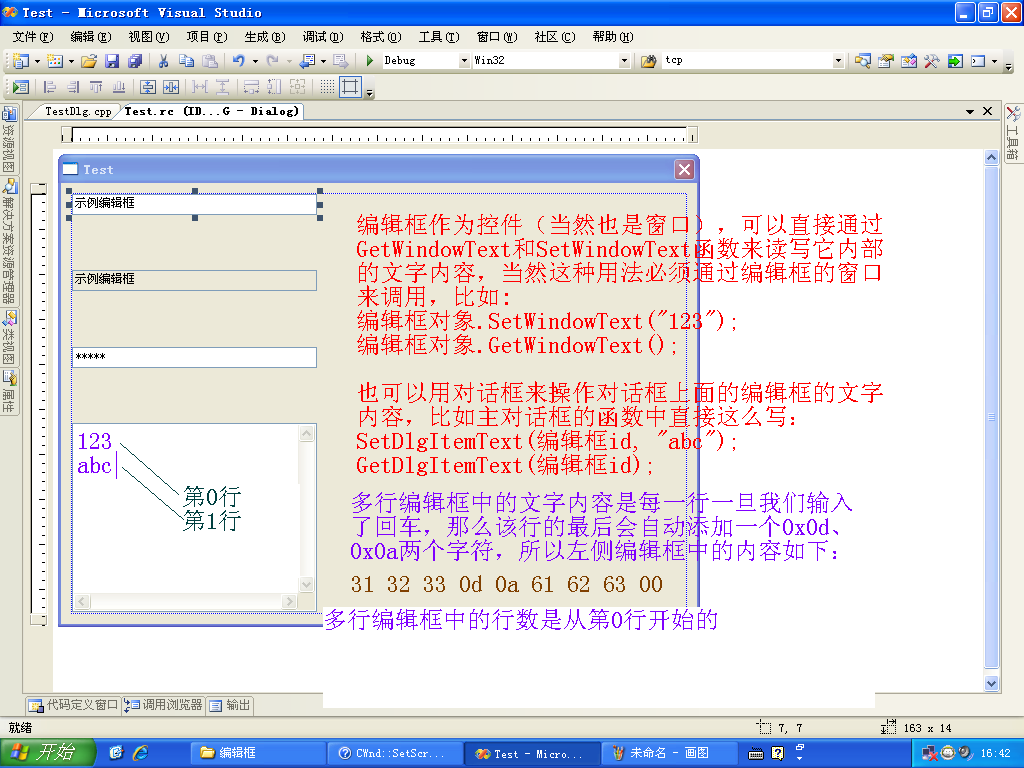 Test - Microsoft Visual Studio
文件(F) 编辑(E) 视图(V) 项目(P) 生成(B) 调试(D) 格式(O) 工具(T) 窗口(W) 社区(C) 帮助(H)
Debug Win32 tcp
TestDlg.cpp Test.rc (ID...G - Dialog)
资源视图
解决方案资源管理器
类视图
属性
工具箱
Test
示例编辑框
示例编辑框
*****
123
abc
第0行
第1行
编辑框作为控件（当然也是窗口），可以直接通过
GetWindowText和SetWindowText函数来读写它内部
的文字内容，当然这种用法必须通过编辑框的窗口
来调用，比如:
编辑框对象.SetWindowText("123");
编辑框对象.GetWindowText();
也可以用对话框来操作对话框上面的编辑框的文字
内容，比如主对话框的函数中直接这么写:
SetDlgItemText(编辑框id, "abc");
GetDlgItemText(编辑框id);
多行编辑框中的文字内容是每一行一旦我们输入
了回车，那么该行的最后会自动添加一个0x0d、
0x0a两个字符，所以左侧编辑框中的内容如下:
31 32 33 0d 0a 61 62 63 00
多行编辑框中的行数是从第0行开始的
代码定义窗口 调用浏览器 输出
就绪 7, 7 163 x 14
开始 编辑框 CWnd::SetScr... Test - Micro... 未命名 - 画图 16:42